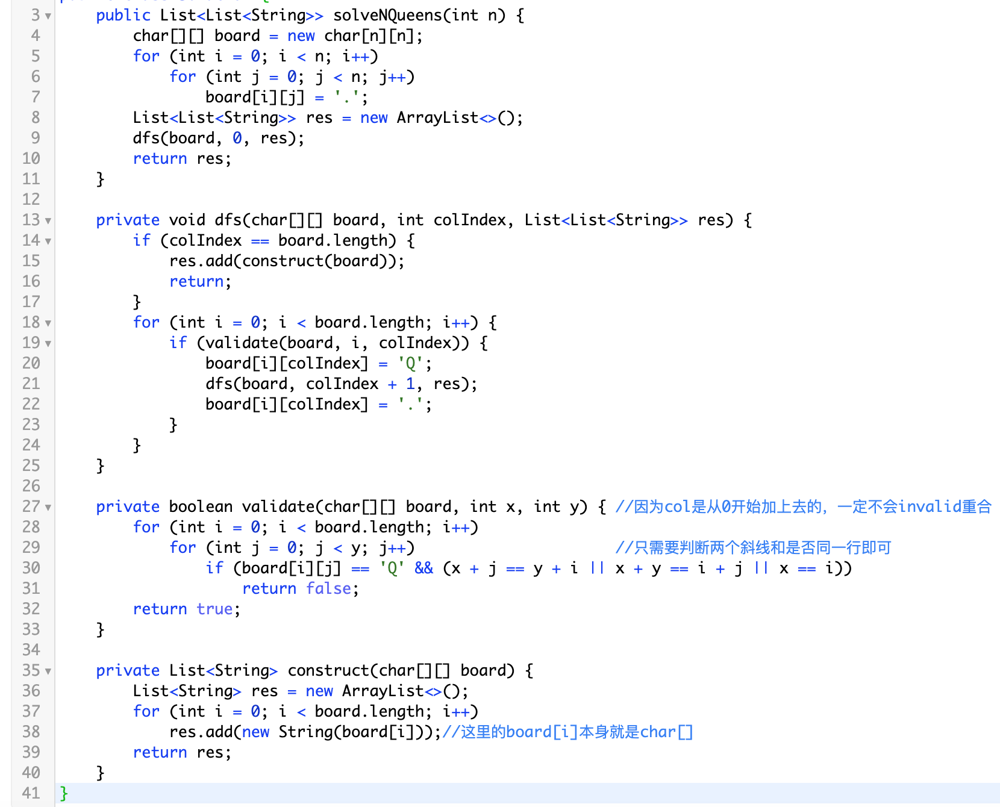 3 public List<List<String>> solveNQueens(int n) {
4 char[][] board = new char[n][n];
5 for (int i = 0; i < n; i++)
6 for (int j = 0; j < n; j++)
7 board[i][j] = '.';
8 List<List<String>> res = new ArrayList<>();
9 dfs(board, 0, res);
10 return res;
11 }
12
13 private void dfs(char[][] board, int colIndex, List<List<String>> res) {
14 if (colIndex == board.length) {
15 res.add(construct(board));
16 return;
17 }
18 for (int i = 0; i < board.length; i++) {
19 if (validate(board, i, colIndex)) {
20 board[i][colIndex] = 'Q';
21 dfs(board, colIndex + 1, res);
22 board[i][colIndex] = '.';
23 }
24 }
25 }
26
27 private boolean validate(char[][] board, int x, int y) { //因为col是从0开始加上去的，一定不会invalid重合
28 for (int i = 0; i < board.length; i++)
29 for (int j = 0; j < y; j++) //只需要判断两个斜线和是否同一行即可
30 if (board[i][j] == 'Q' && (x + j == y + i || x + y == i + j || x == i))
31 return false;
32 return true;
33 }
34
35 private List<String> construct(char[][] board) {
36 List<String> res = new ArrayList<>();
37 for (int i = 0; i < board.length; i++)
38 res.add(new String(board[i]));//这里的board[i]本身就是char[]
39 return res;
40 }
41 }